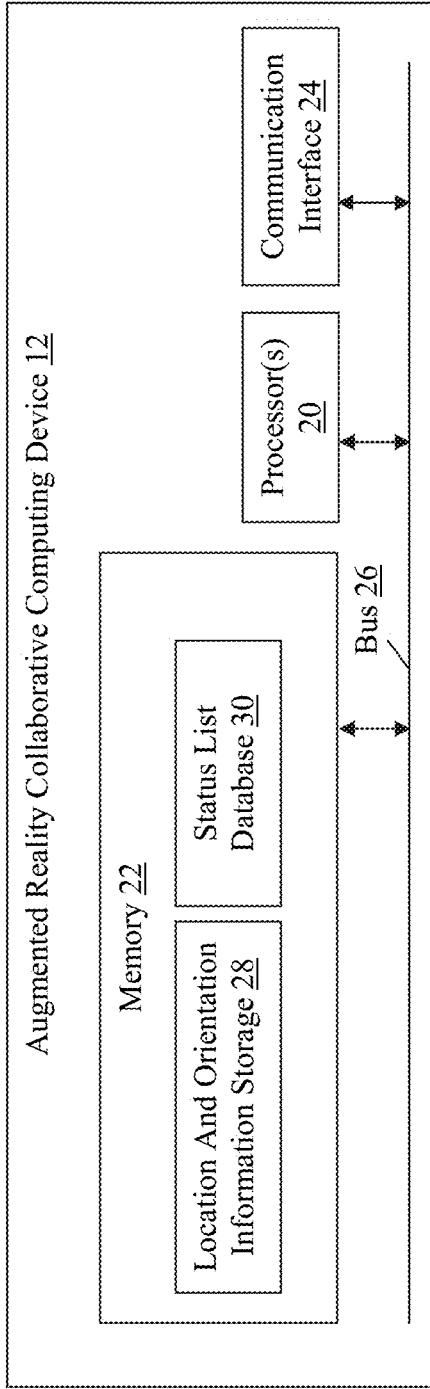 Augmented Reality Collaborative Computing Device 12
Memory 22
Location And Orientation
Information Storage 28
Status List
Database 30
Processor(s)
20
Communication
Interface 24
Bus 26